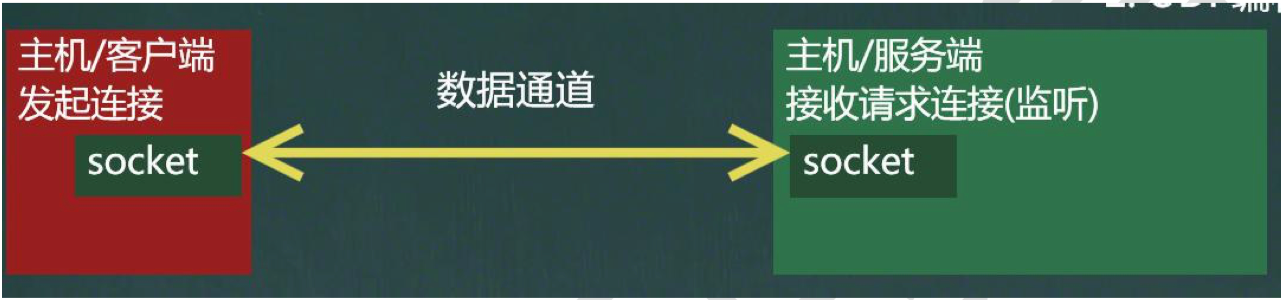 主机/客户端
发起连接
socket
数据通道
主机/服务端
接收请求连接(监听)
socket